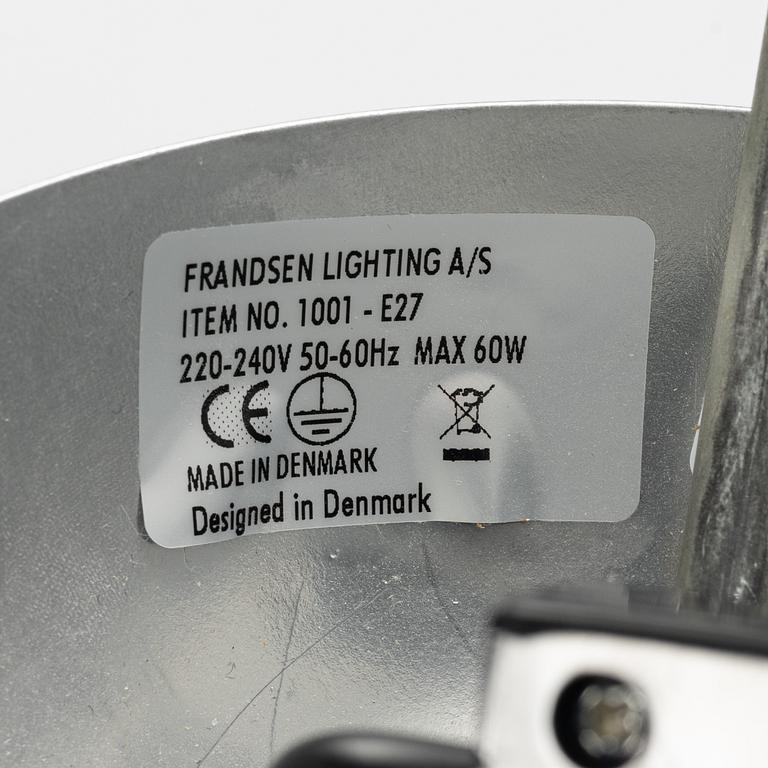 FRANDSEN LIGHTING A/S
ITEM NO. 1001 - E27
220-240V 50-60Hz MAX 60W
CE
MADE IN DENMARK
Designed in Denmark